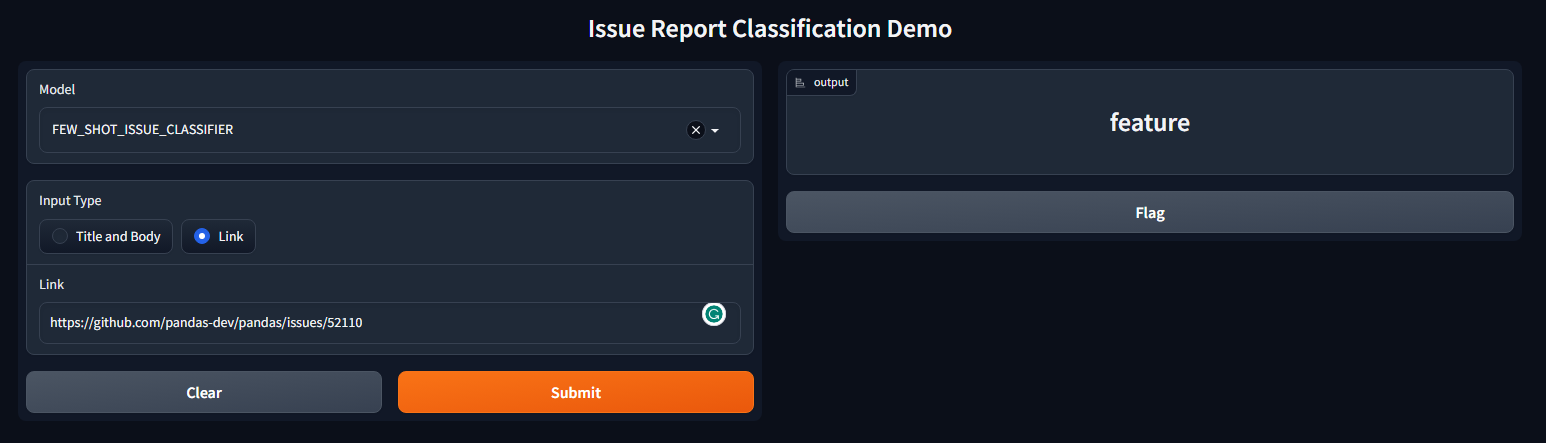 Issue Report Classification Demo
Model
FEW_SHOT_ISSUE_CLASSIFIER
Input Type
Title and Body
Link
Link
https://github.com/pandas-dev/pandas/issues/52110
Clear
Submit
output
feature
Flag